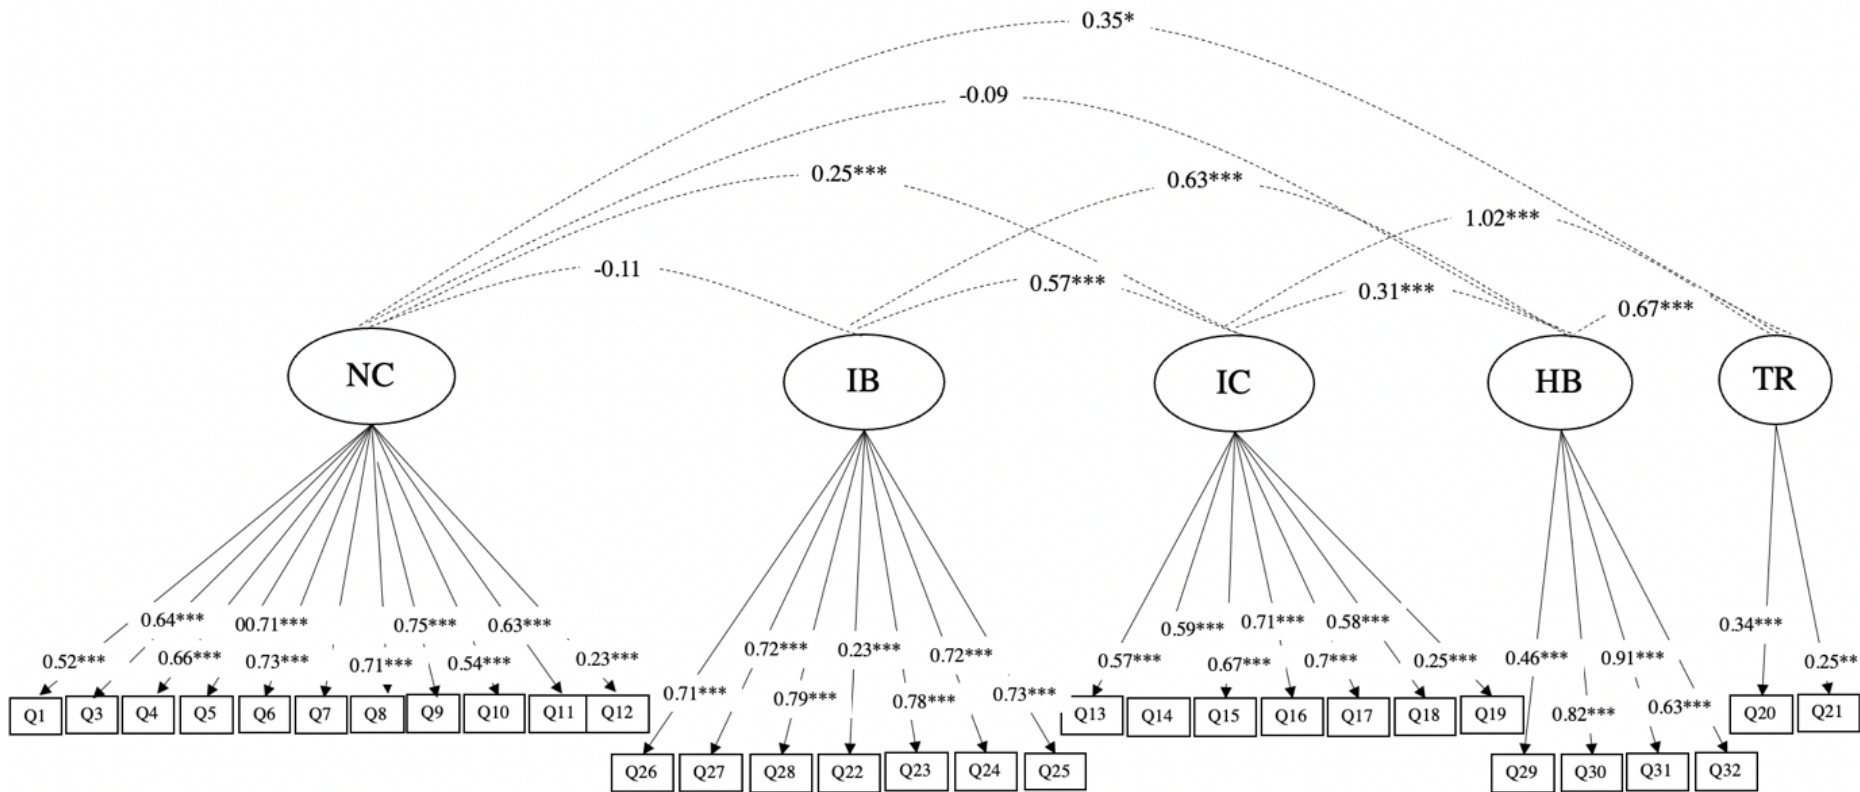 0.35*
-0.09
0.25***
0.63***
1.02***
-0.11
0.57***
0.31***
0.67***
NC
IB
IC
HB
TR
0.64*** 00.71*** 0.75*** 0.63***
0.52*** 0.66*** 0.73*** 0.71*** 0.54*** 0.23***
Q1 Q3 Q4 Q5 Q6 Q7 Q8 Q9 Q10 Q11 Q12
0.72*** 0.23*** 0.72***
0.71*** 0.79*** 0.78*** 0.73***
Q26 Q27 Q28 Q22 Q23 Q24 Q25
0.59*** 0.71*** 0.58***
0.57*** 0.67*** 0.7*** 0.25***
Q13 Q14 Q15 Q16 Q17 Q18 Q19
0.46*** 0.91***
0.82*** 0.63***
Q29 Q30 Q31 Q32
0.34***
0.25**
Q20 Q21